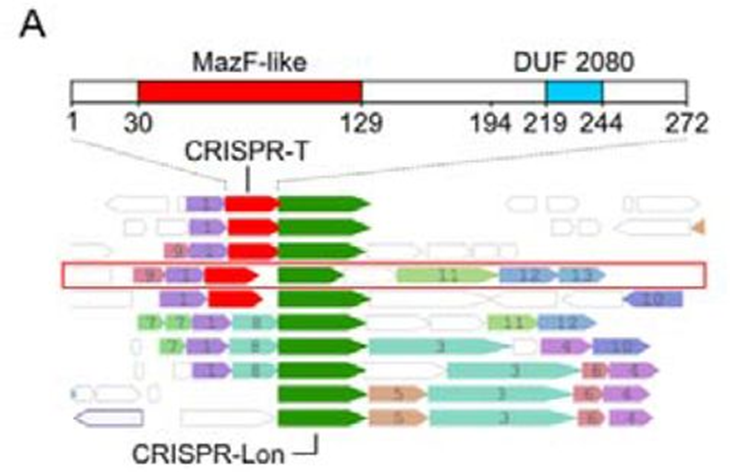 A
MazF-like DUF 2080
1 30 129 194 219 244 272
CRISPR-T
1
1
9 1
9 1 11 12 13
1 10
7 7 1 8 11 12
7 1 8 3 4 10
1 8 3 6 4
5 3 6 4
5 3 6 4
CRISPR-Lon